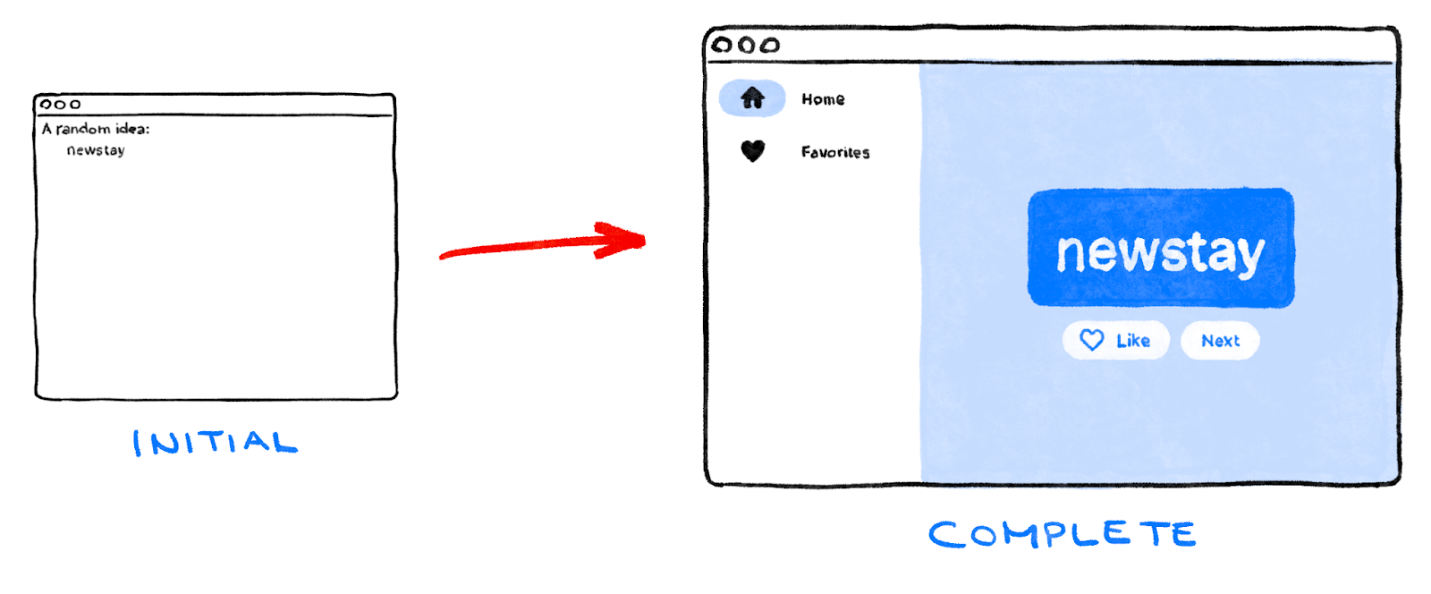 A random idea:
newstay
INITIAL
Home
Favorites
newstay
Like
Next
COMPLETE